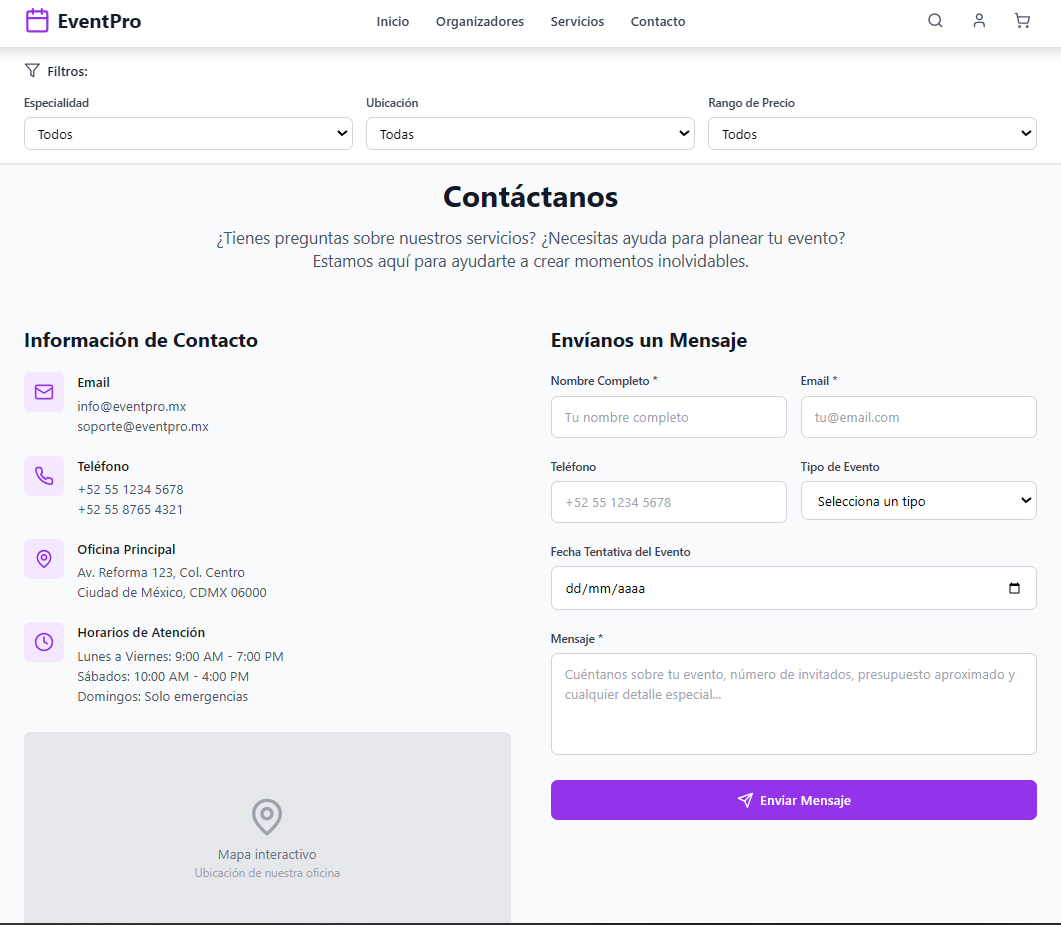 EventPro
Inicio
Organizadores
Servicios
Contacto
Filtros:
Especialidad
Todos
Ubicación
Todas
Rango de Precio
Todos
Contáctanos
¿Tienes preguntas sobre nuestros servicios? ¿Necesitas ayuda para planear tu evento?
Estamos aquí para ayudarte a crear momentos inolvidables.
Información de Contacto
Email
info@eventpro.mx
soporte@eventpro.mx
Teléfono
+52 55 1234 5678
+52 55 8765 4321
Oficina Principal
Av. Reforma 123, Col. Centro
Ciudad de México, CDMX 06000
Horarios de Atención
Lunes a Viernes: 9:00 AM - 7:00 PM
Sábados: 10:00 AM - 4:00 PM
Domingos: Solo emergencias
Mapa interactivo
Ubicación de nuestra oficina
Envíanos un Mensaje
Nombre Completo *
Tu nombre completo
Email *
tu@email.com
Teléfono
+52 55 1234 5678
Tipo de Evento
Selecciona un tipo
Fecha Tentativa del Evento
dd/mm/aaaa
Mensaje *
Cuéntanos sobre tu evento, número de invitados, presupuesto aproximado y
cualquier detalle especial...
Enviar Mensaje